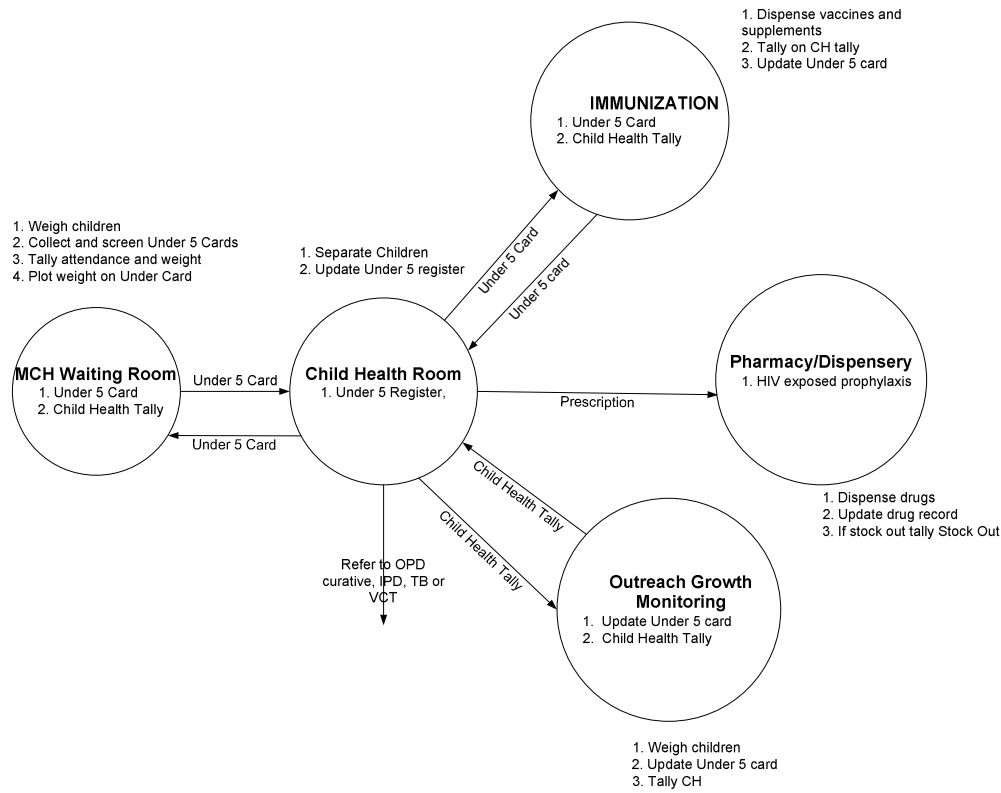 1. Dispense vaccines and
supplements
2. Tally on CH tally
3. Update Under 5 card
IMMUNIZATION
1. Under 5 Card
2. Child Health Tally
1. Weigh children
2. Collect and screen Under 5 Cards
3. Tally attendance and weight
4. Plot weight on Under Card
1. Separate Children
2. Update Under 5 register
Under 5 Card
Under 5 card
MCH Waiting Room
1. Under 5 Card
2. Child Health Tally
Under 5 Card
Under 5 Card
Child Health Room
1. Under 5 Register,
Prescription
Pharmacy/Dispensery
1. HIV exposed prophylaxis
1. Dispense drugs
2. Update drug record
3. If stock out tally Stock Out
Child Health Tally
Child Health Tally
Refer to OPD
curative, IPD, TB or
VCT
Outreach Growth
Monitoring
1. Update Under 5 card
2. Child Health Tally
1. Weigh children
2. Update Under 5 card
3. Tally CH